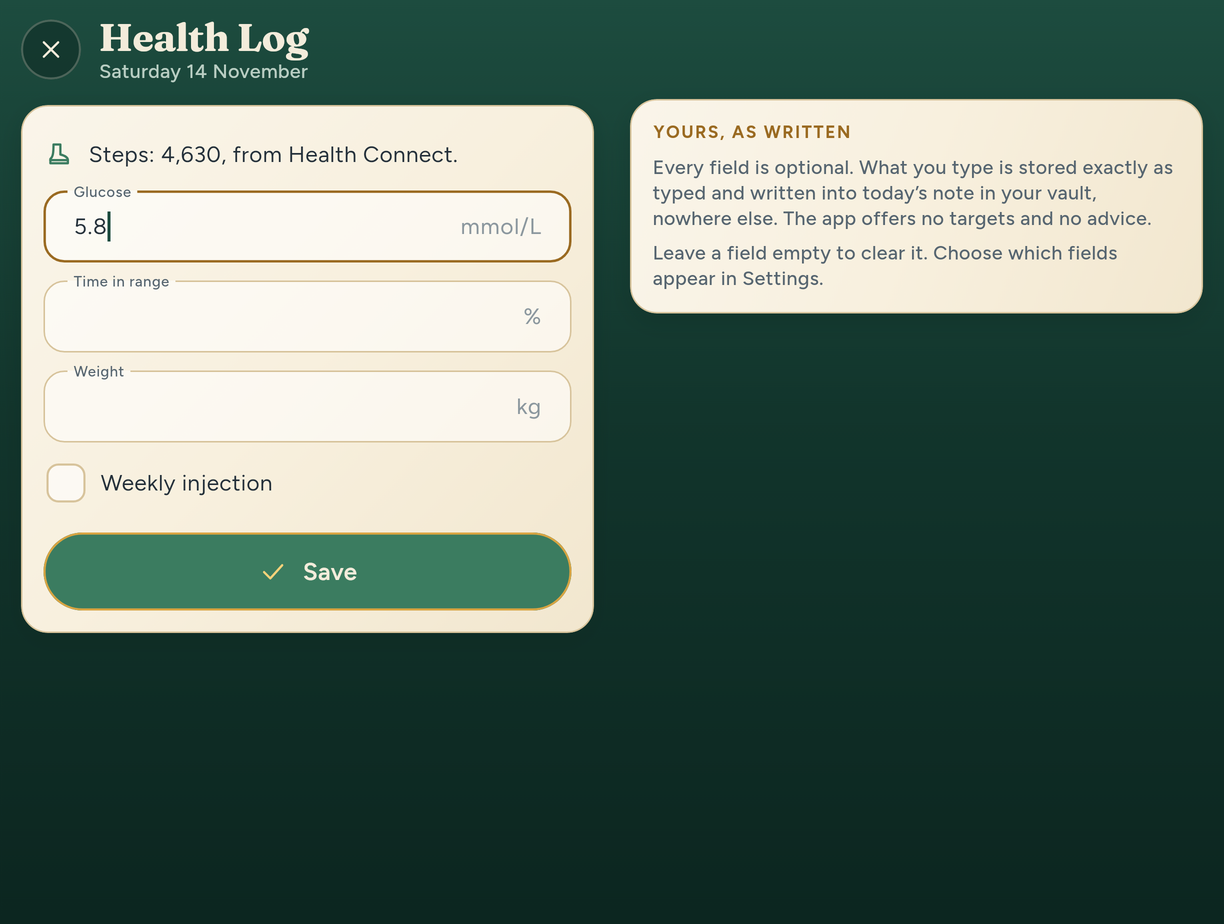 Health Log
Saturday 14 November
Steps: 4,630, from Health Connect.
Glucose
5.8 mmol/L
Time in range
%
Weight
kg
Weekly injection
Save
YOURS, AS WRITTEN
Every field is optional. What you type is stored exactly as
typed and written into today’s note in your vault,
nowhere else. The app offers no targets and no advice.
Leave a field empty to clear it. Choose which fields
appear in Settings.